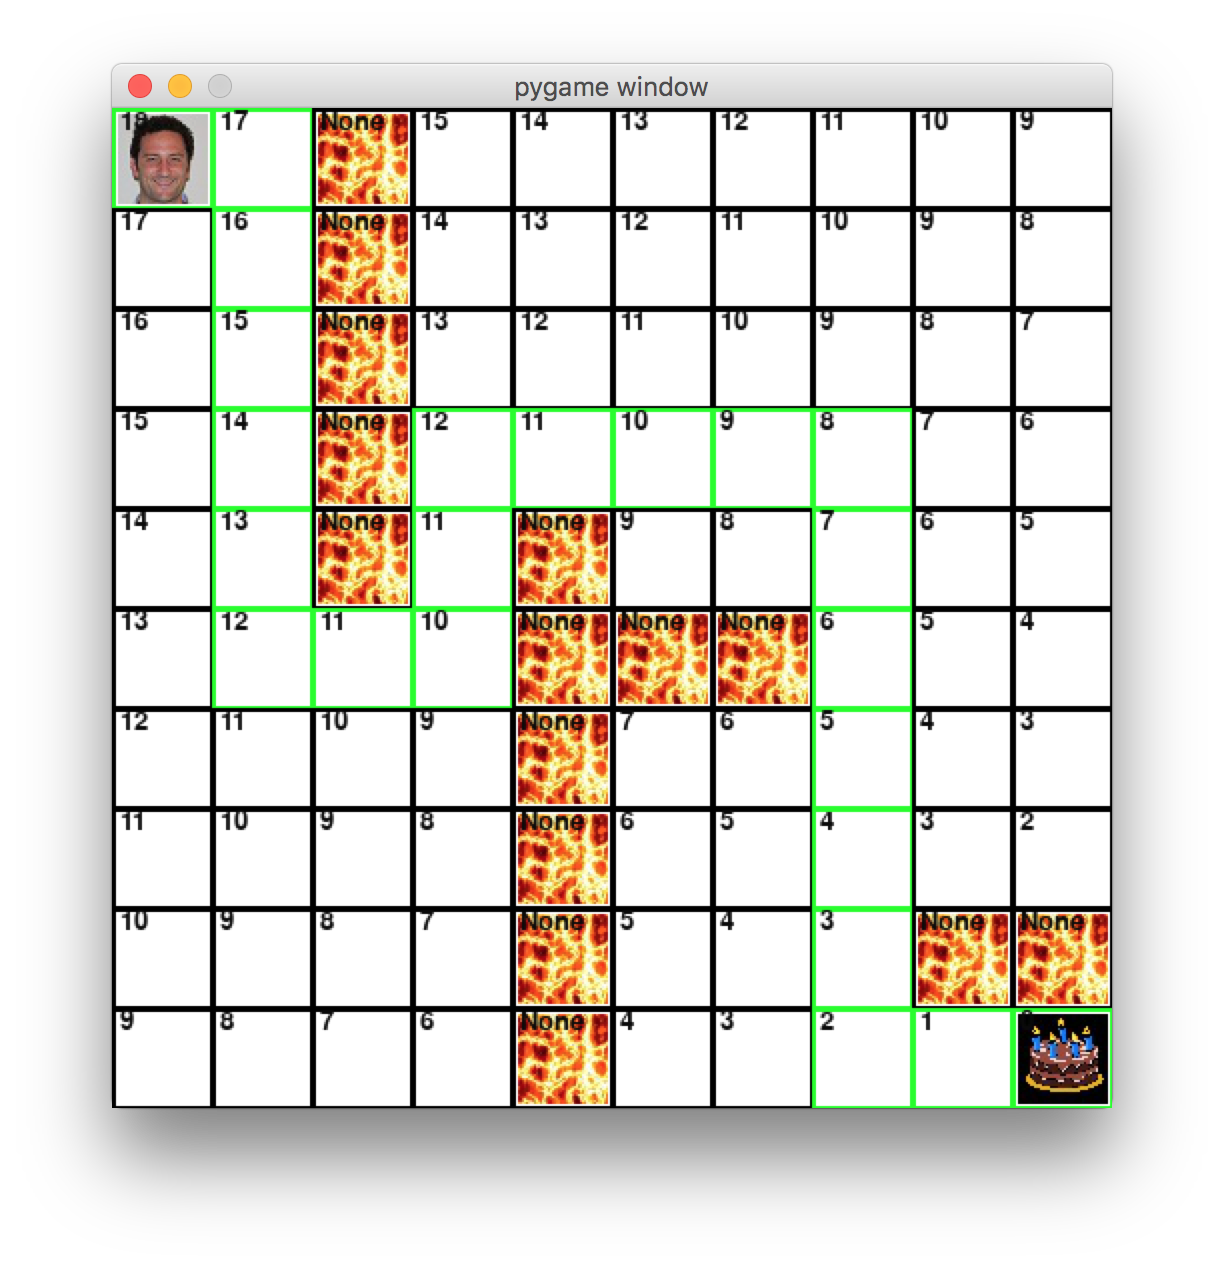 pygame window
18 17 None 15 14 13 12 11 10 9
17 16 None 14 13 12 11 10 9 8
16 15 None 13 12 11 10 9 8 7
15 14 None 12 11 10 9 8 7 6
14 13 None 11 None 9 8 7 6 5
13 12 11 10 None None None 6 5 4
12 11 10 9 None 7 6 5 4 3
11 10 9 8 None 6 5 4 3 2
10 9 8 7 None 5 4 3 None None
9 8 7 6 None 4 3 2 1